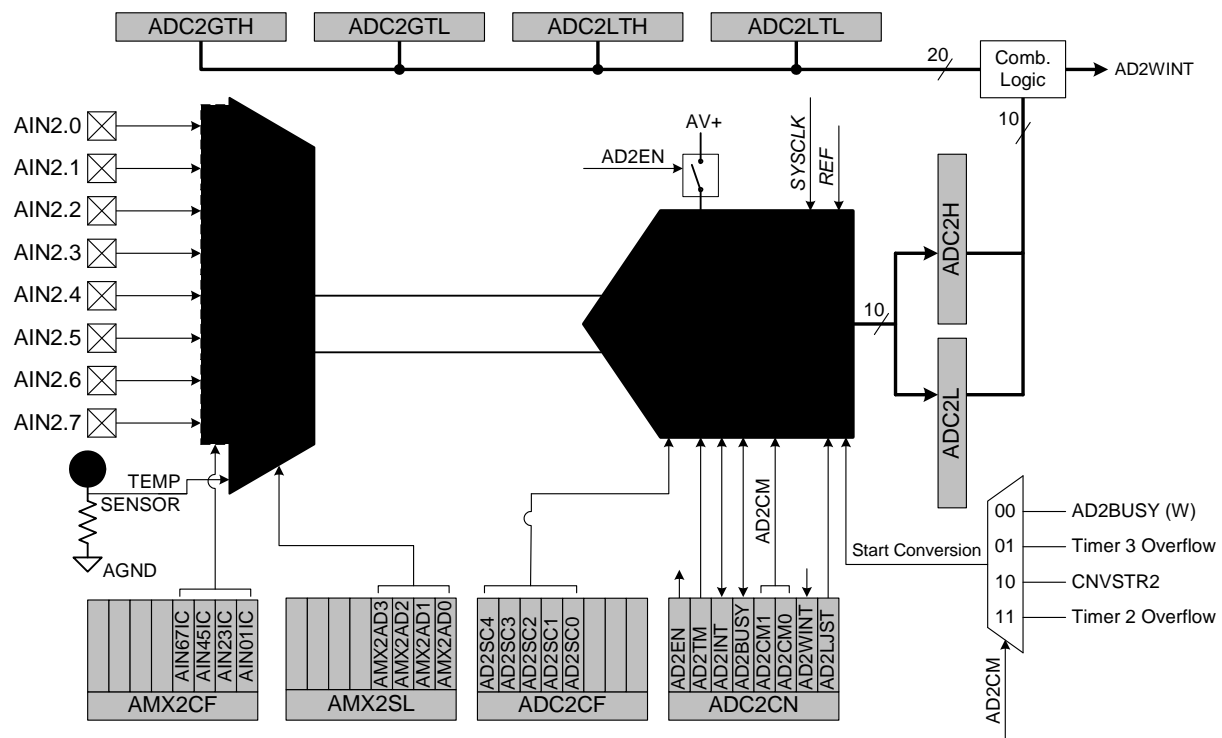 ADC2GTH
ADC2GTL
ADC2LTH
ADC2LTL
20
Comb.
Logic
AD2WINT
10
AIN2.0
AIN2.1
AIN2.2
AIN2.3
AIN2.4
AIN2.5
AIN2.6
AIN2.7
AV+
AD2EN
SYSCLK
REF
10
ADC2H
ADC2L
TEMP
SENSOR
AGND
AD2CM
Start Conversion
00
AD2BUSY (W)
01
Timer 3 Overflow
10
CNVSTR2
11
Timer 2 Overflow
AD2CM
AIN67IC
AIN45IC
AIN23IC
AIN01IC
AMX2CF
AMX2AD3
AMX2AD2
AMX2AD1
AMX2AD0
AMX2SL
AD2SC4
AD2SC3
AD2SC2
AD2SC1
AD2SC0
ADC2CF
AD2EN
AD2TM
AD2INT
AD2BUSY
AD2CM1
AD2CM0
AD2WINT
AD2LJST
ADC2CN